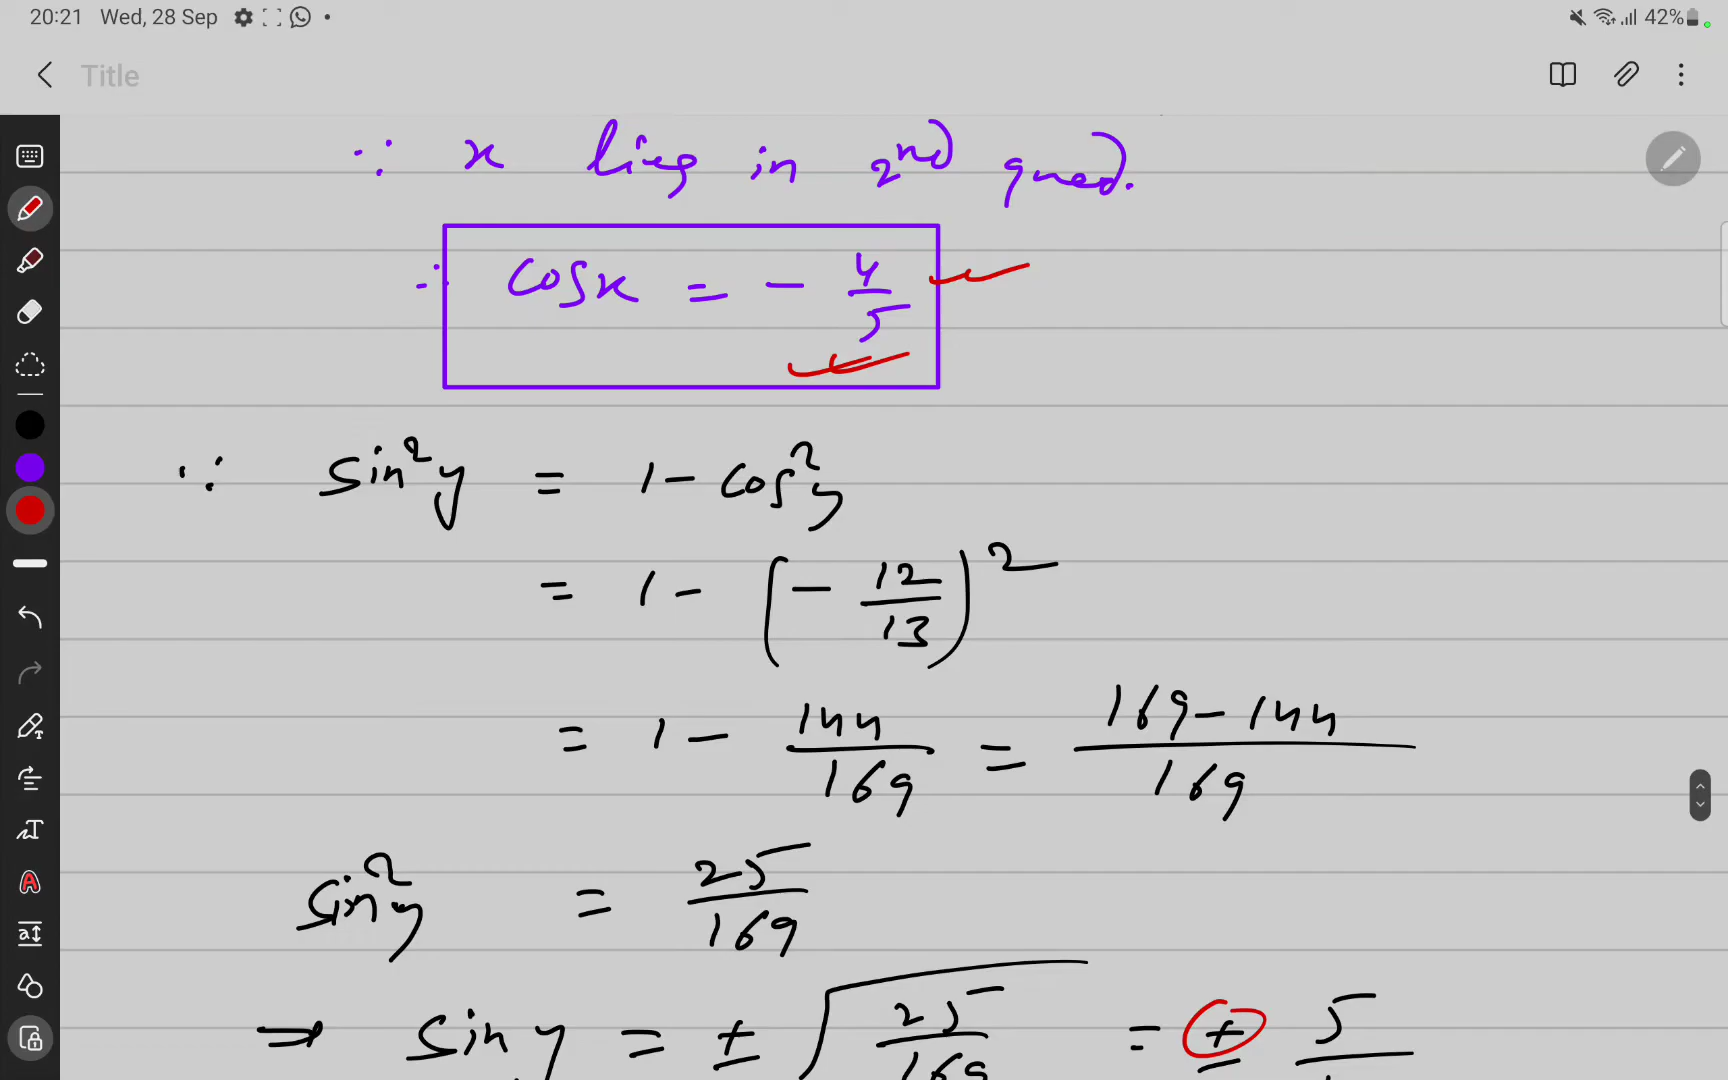 20:21 Wed, 28 Sep 42%
Title
∵ x lies in 2nd quad.
∴ cosx = - 4/5
∵ sin²y = 1 - cos²y
= 1 - (- 12/13)²
= 1 - 144/169 = 169 - 144/169
sin²y = 25/169
⇒ sin y = ± √25/169 = ± 5